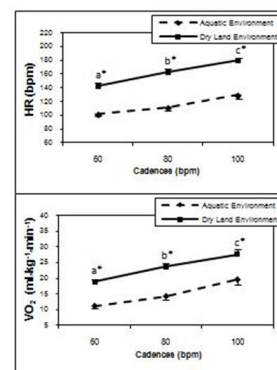 Aquatic Environment
Dry Land Environment
HR (bpm)
200
180
160
140
120
100
80
60
a*
b*
c*
60
80
100
Cadences (bpm)
Aquatic Environment
Dry Land Environment
VO₂ (ml·kg⁻¹·min⁻¹)
40
35
30
25
20
15
10
5
0
a*
b*
c*
60
80
100
Cadences (bpm)